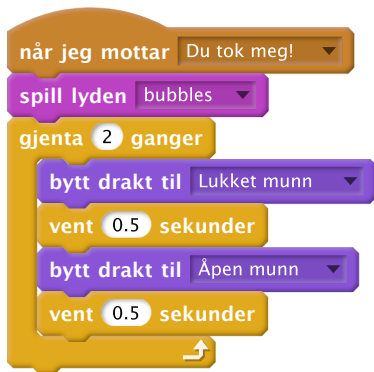 når jeg mottar Du tok meg!
spill lyden bubbles
gjenta 2 ganger
bytt drakt til Lukket munn
vent 0.5 sekunder
bytt drakt til Åpen munn
vent 0.5 sekunder